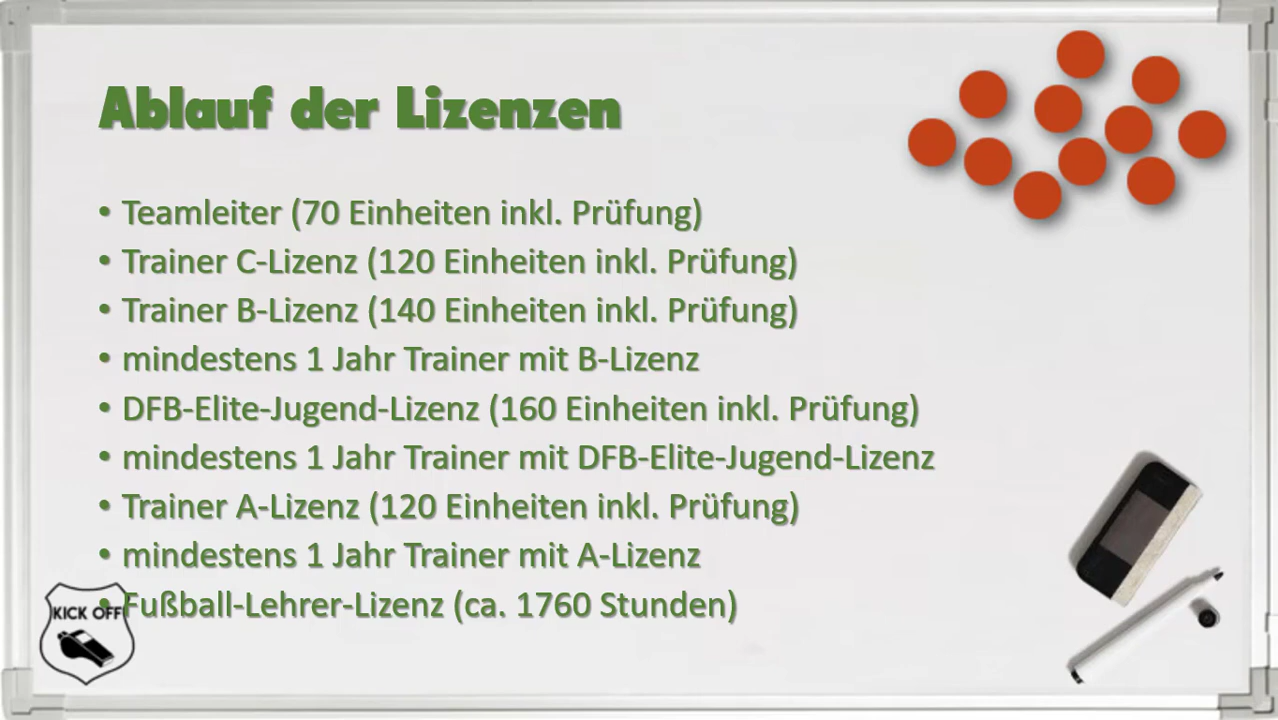 Ablauf der Lizenzen
• Teamleiter (70 Einheiten inkl. Prüfung)
• Trainer C-Lizenz (120 Einheiten inkl. Prüfung)
• Trainer B-Lizenz (140 Einheiten inkl. Prüfung)
• mindestens 1 Jahr Trainer mit B-Lizenz
• DFB-Elite-Jugend-Lizenz (160 Einheiten inkl. Prüfung)
• mindestens 1 Jahr Trainer mit DFB-Elite-Jugend-Lizenz
• Trainer A-Lizenz (120 Einheiten inkl. Prüfung)
• mindestens 1 Jahr Trainer mit A-Lizenz
• Fußball-Lehrer-Lizenz (ca. 1760 Stunden)
KICK OFF!